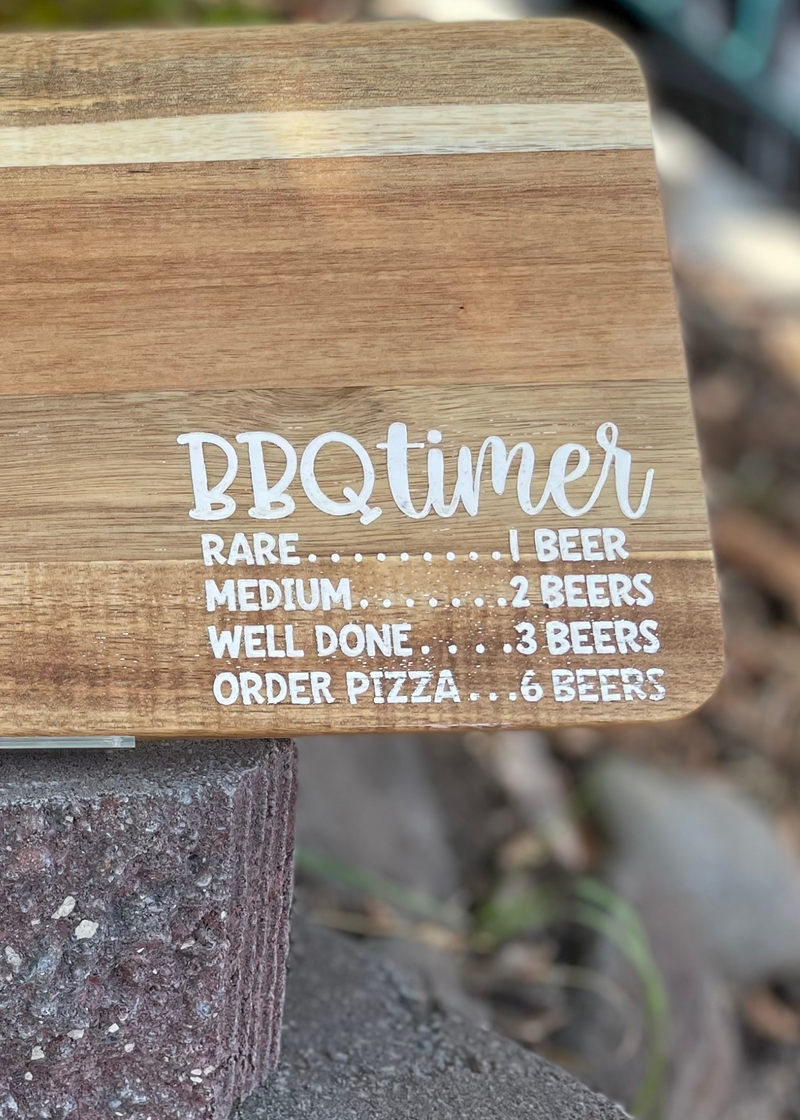 BBQtimer
RARE.........1 BEER
MEDIUM.......2 BEERS
WELL DONE....3 BEERS
ORDER PIZZA...6 BEERS